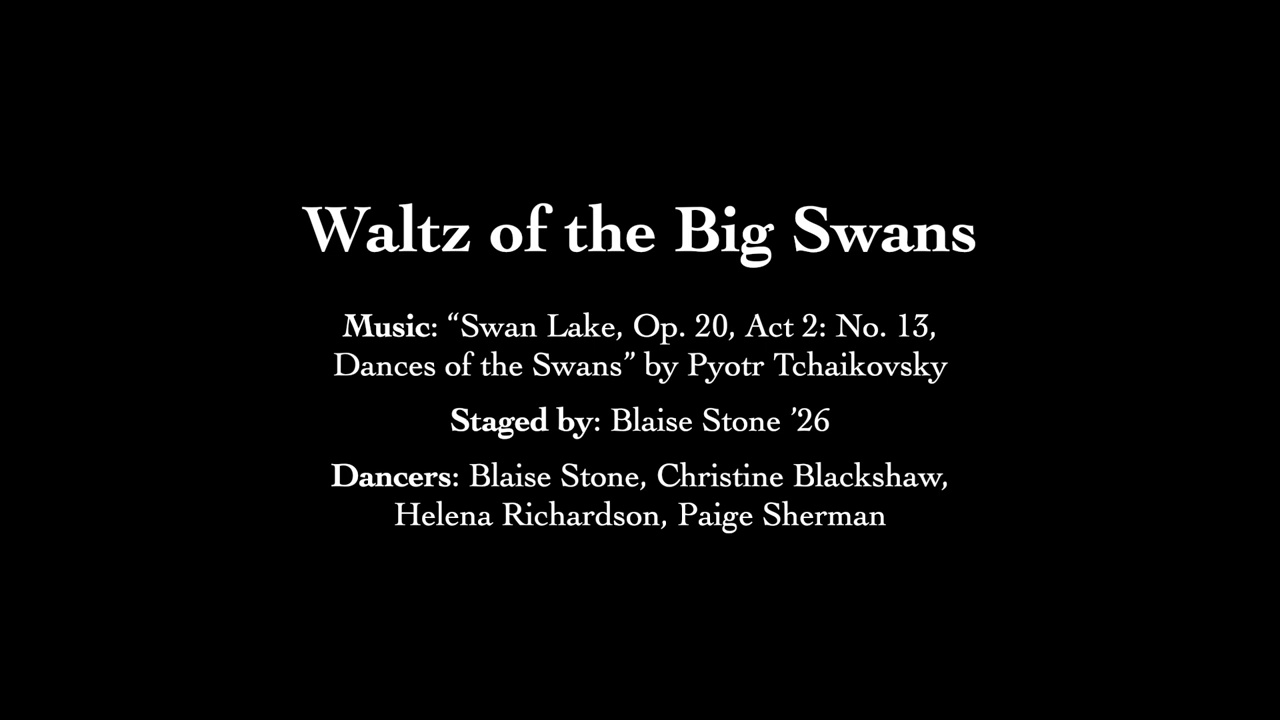 Waltz of the Big Swans
Music: “Swan Lake, Op. 20, Act 2: No. 13,
Dances of the Swans” by Pyotr Tchaikovsky
Staged by: Blaise Stone ’26
Dancers: Blaise Stone, Christine Blackshaw,
Helena Richardson, Paige Sherman